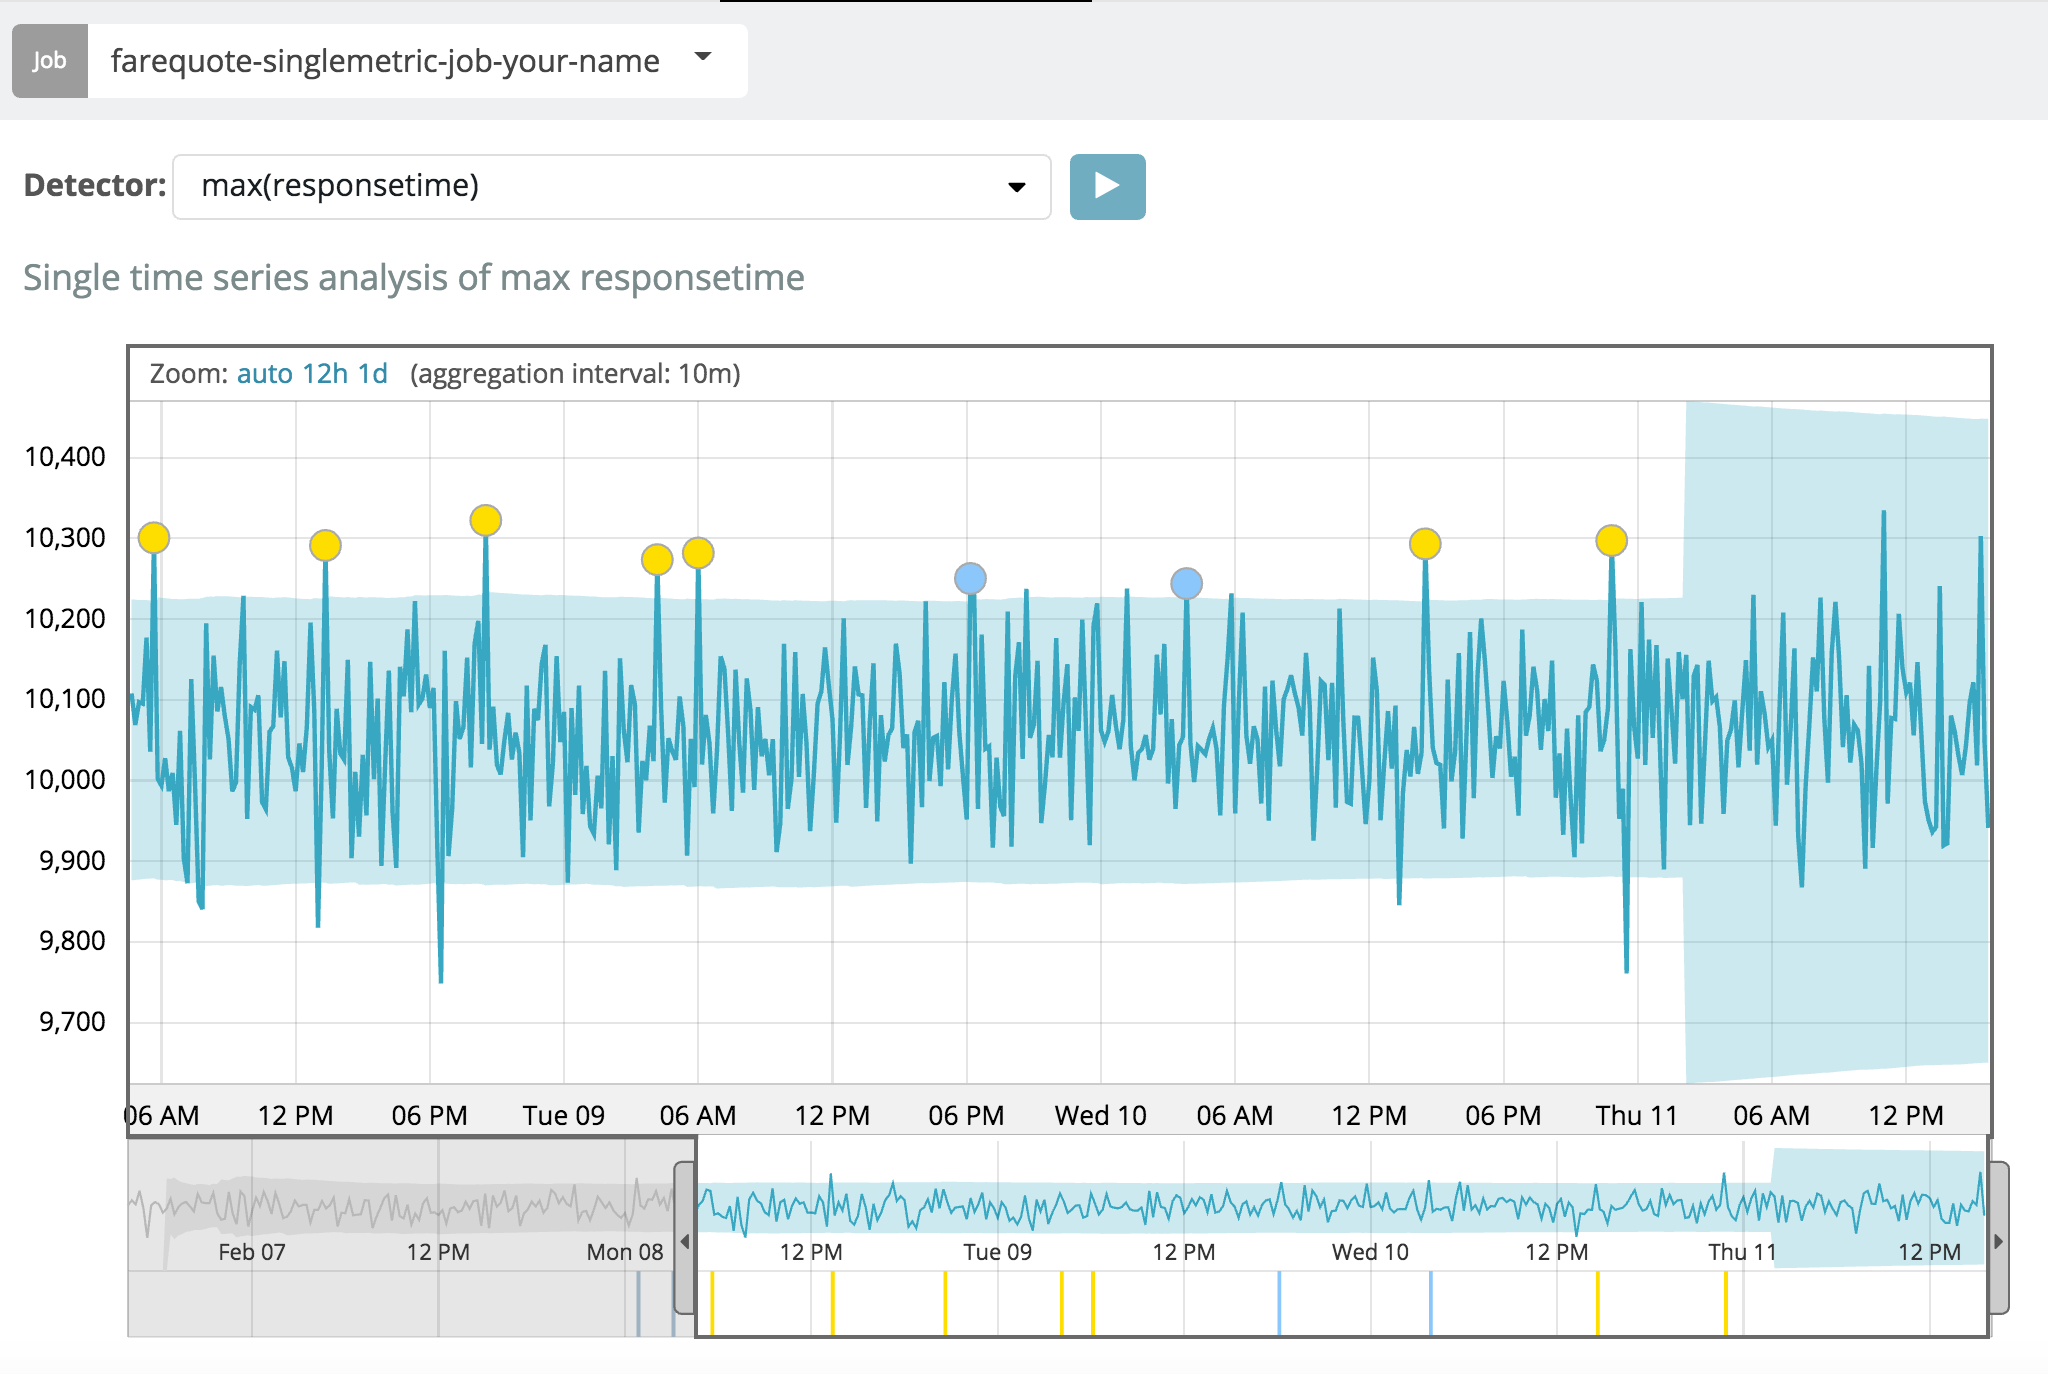 Job farequote-singlemetric-job-your-name
Detector: max(responsetime)
Single time series analysis of max responsetime
Zoom: auto 12h 1d (aggregation interval: 10m)
10,400
10,300
10,200
10,100
10,000
9,900
9,800
9,700
06 AM 12 PM 06 PM Tue 09 06 AM 12 PM 06 PM Wed 10 06 AM 12 PM 06 PM Thu 11 06 AM 12 PM
Feb 07 12 PM Mon 08 12 PM Tue 09 12 PM Wed 10 12 PM Thu 11 12 PM